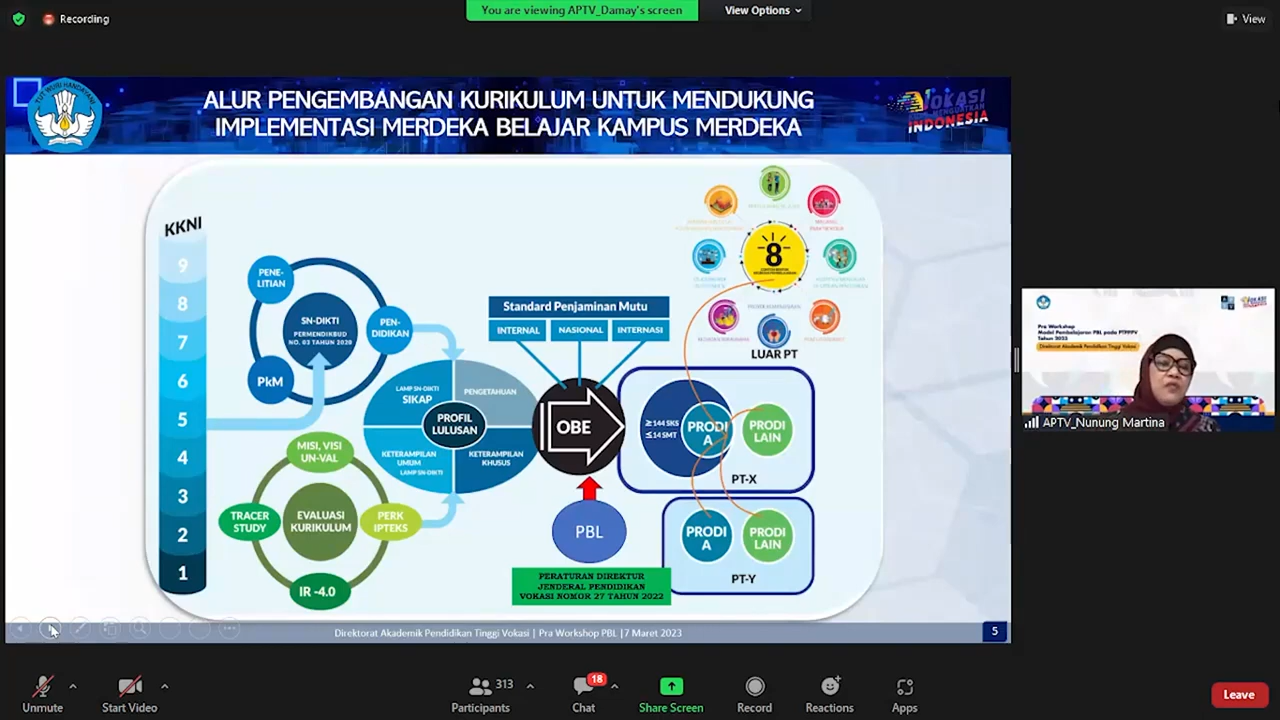 Recording
You are viewing APTV_Damay's screen
View Options
View
TUT WURI HANDAYANI
ALUR PENGEMBANGAN KURIKULUM UNTUK MENDUKUNG
IMPLEMENTASI MERDEKA BELAJAR KAMPUS MERDEKA
VOKASI
INDONESIA
KKNI
9
8
7
6
5
4
3
2
1
PENE-
LITIAN
SN-DIKTI
PERMENDIKBUD
NO. 03 TAHUN 2020
PEN-
DIDIKAN
PkM
MISI, VISI
UN-VAL
TRACER
STUDY
EVALUASI
KURIKULUM
PERK
IPTEKS
IR -4.0
LAMP SN-DIKTI
SIKAP
PENGETAHUAN
PROFIL
LULUSAN
KETERAMPILAN
UMUM
LAMP SN-DIKTI
KETERAMPILAN
KHUSUS
Standard Penjaminan Mutu
INTERNAL
NASIONAL
INTERNASI
OBE
PBL
PERATURAN DIREKTUR
JENDERAL PENDIDIKAN
VOKASI NOMOR 27 TAHUN 2022
8
LUAR PT
≥144 SKS
≤14 SMT
PRODI
A
PRODI
LAIN
PT-X
PRODI
A
PRODI
LAIN
PT-Y
Direktorat Akademik Pendidikan Tinggi Vokasi | Pra Workshop PBL |7 Maret 2023
5
Pra Workshop
Model Pembelajaran PBL pada PTPPV
Tahun 2023
Direktorat Akademik Pendidikan Tinggi Vokasi
APTV_Nunung Martina
Unmute
Start Video
313
Participants
18
Chat
Share Screen
Record
Reactions
Apps
Leave